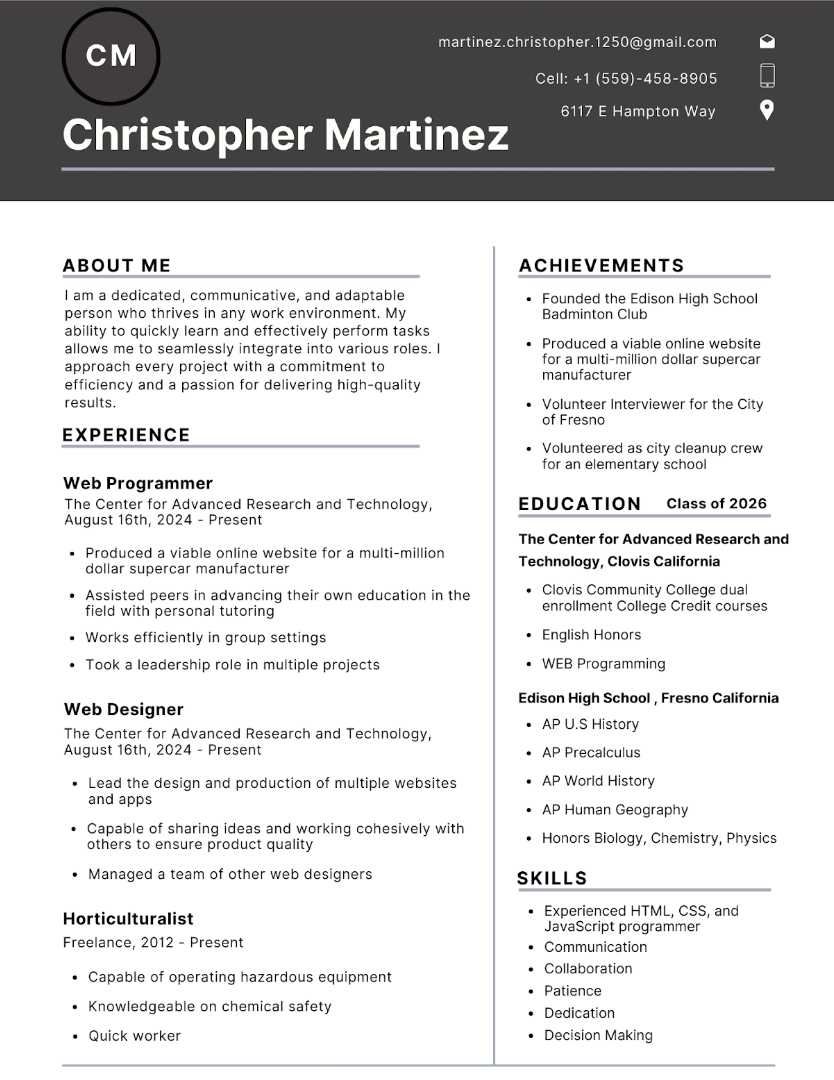 CM
martinez.christopher.1250@gmail.com
Cell: +1 (559)-458-8905
6117 E Hampton Way
Christopher Martinez
ABOUT ME
I am a dedicated, communicative, and adaptable
person who thrives in any work environment. My
ability to quickly learn and effectively perform tasks
allows me to seamlessly integrate into various roles. I
approach every project with a commitment to
efficiency and a passion for delivering high-quality
results.
EXPERIENCE
Web Programmer
The Center for Advanced Research and Technology,
August 16th, 2024 - Present
• Produced a viable online website for a multi-million
dollar supercar manufacturer
• Assisted peers in advancing their own education in the
field with personal tutoring
• Works efficiently in group settings
• Took a leadership role in multiple projects
Web Designer
The Center for Advanced Research and Technology,
August 16th, 2024 - Present
• Lead the design and production of multiple websites
and apps
• Capable of sharing ideas and working cohesively with
others to ensure product quality
• Managed a team of other web designers
Horticulturalist
Freelance, 2012 - Present
• Capable of operating hazardous equipment
• Knowledgeable on chemical safety
• Quick worker
ACHIEVEMENTS
• Founded the Edison High School
Badminton Club
• Produced a viable online website
for a multi-million dollar supercar
manufacturer
• Volunteer Interviewer for the City
of Fresno
• Volunteered as city cleanup crew
for an elementary school
EDUCATION Class of 2026
The Center for Advanced Research and
Technology, Clovis California
• Clovis Community College dual
enrollment College Credit courses
• English Honors
• WEB Programming
Edison High School , Fresno California
• AP U.S History
• AP Precalculus
• AP World History
• AP Human Geography
• Honors Biology, Chemistry, Physics
SKILLS
• Experienced HTML, CSS, and
JavaScript programmer
• Communication
• Collaboration
• Patience
• Dedication
• Decision Making